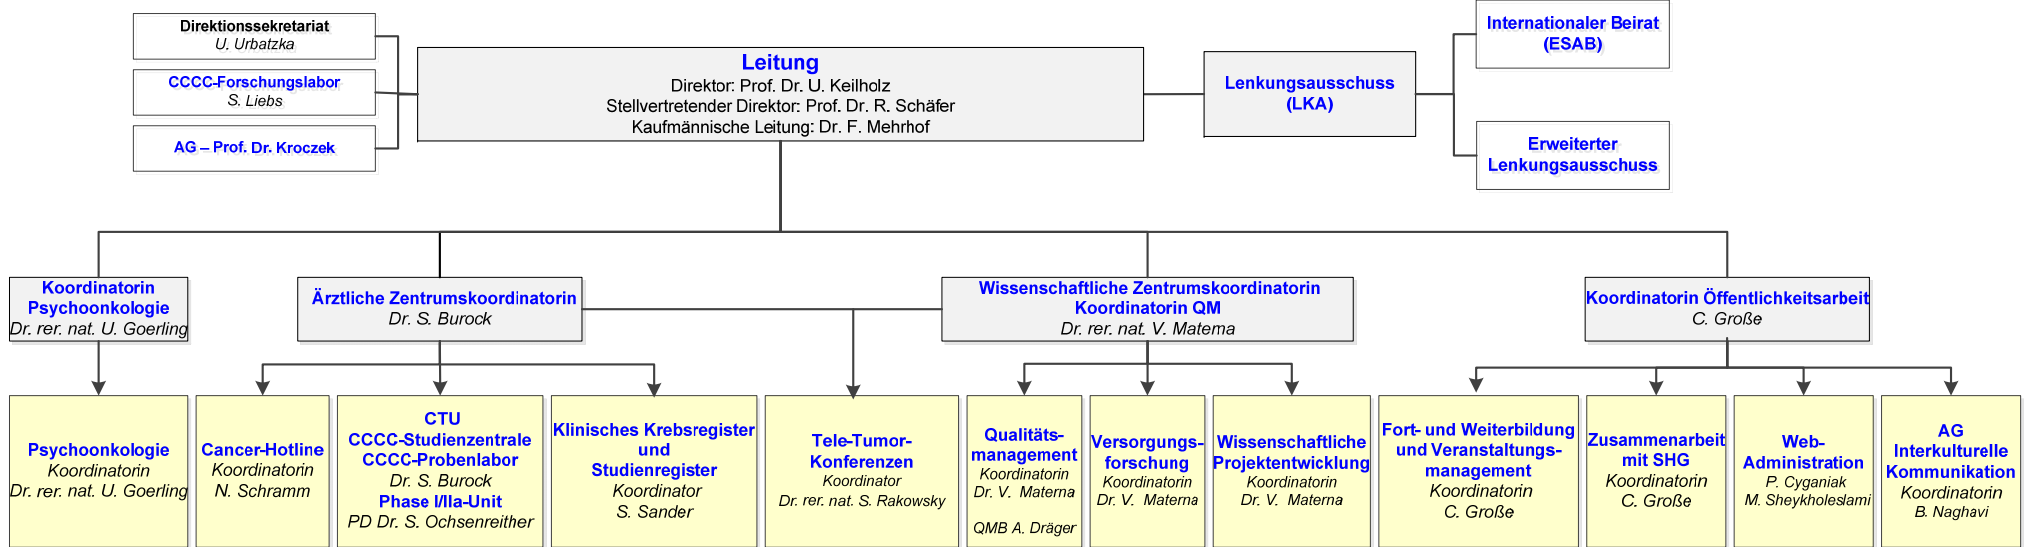 Direktionssekretariat
U. Urbatzka
CCCC-Forschungslabor
S. Liebs
AG – Prof. Dr. Kroczek
Leitung
Direktor: Prof. Dr. U. Keilholz
Stellvertretender Direktor: Prof. Dr. R. Schäfer
Kaufmännische Leitung: Dr. F. Mehrhof
Lenkungsausschuss
(LKA)
Internationaler Beirat
(ESAB)
Erweiterter
Lenkungsausschuss
Koordinatorin
Psychoonkologie
Dr. rer. nat. U. Goerling
Ärztliche Zentrumskoordinatorin
Dr. S. Burock
Wissenschaftliche Zentrumskoordinatorin
Koordinatorin QM
Dr. rer. nat. V. Materna
Koordinatorin Öffentlichkeitsarbeit
C. Große
Psychoonkologie
Koordinatorin
Dr. rer. nat. U. Goerling
Cancer-Hotline
Koordinatorin
N. Schramm
CTU
CCCC-Studienzentrale
CCCC-Probenlabor
Dr. S. Burock
Phase I/IIa-Unit
PD Dr. S. Ochsenreither
Klinisches Krebsregister
und
Studienregister
Koordinator
S. Sander
Tele-Tumor-
Konferenzen
Koordinator
Dr. rer. nat. S. Rakowsky
Qualitäts-
management
Koordinatorin
Dr. V. Materna
QMB A. Dräger
Versorgungs-
forschung
Koordinatorin
Dr. V. Materna
Wissenschaftliche
Projektentwicklung
Koordinatorin
Dr. V. Materna
Fort- und Weiterbildung
und Veranstaltungs-
management
Koordinatorin
C. Große
Zusammenarbeit
mit SHG
Koordinatorin
C. Große
Web-
Administration
P. Cyganiak
M. Sheykholeslami
AG
Interkulturelle
Kommunikation
Koordinatorin
B. Naghavi